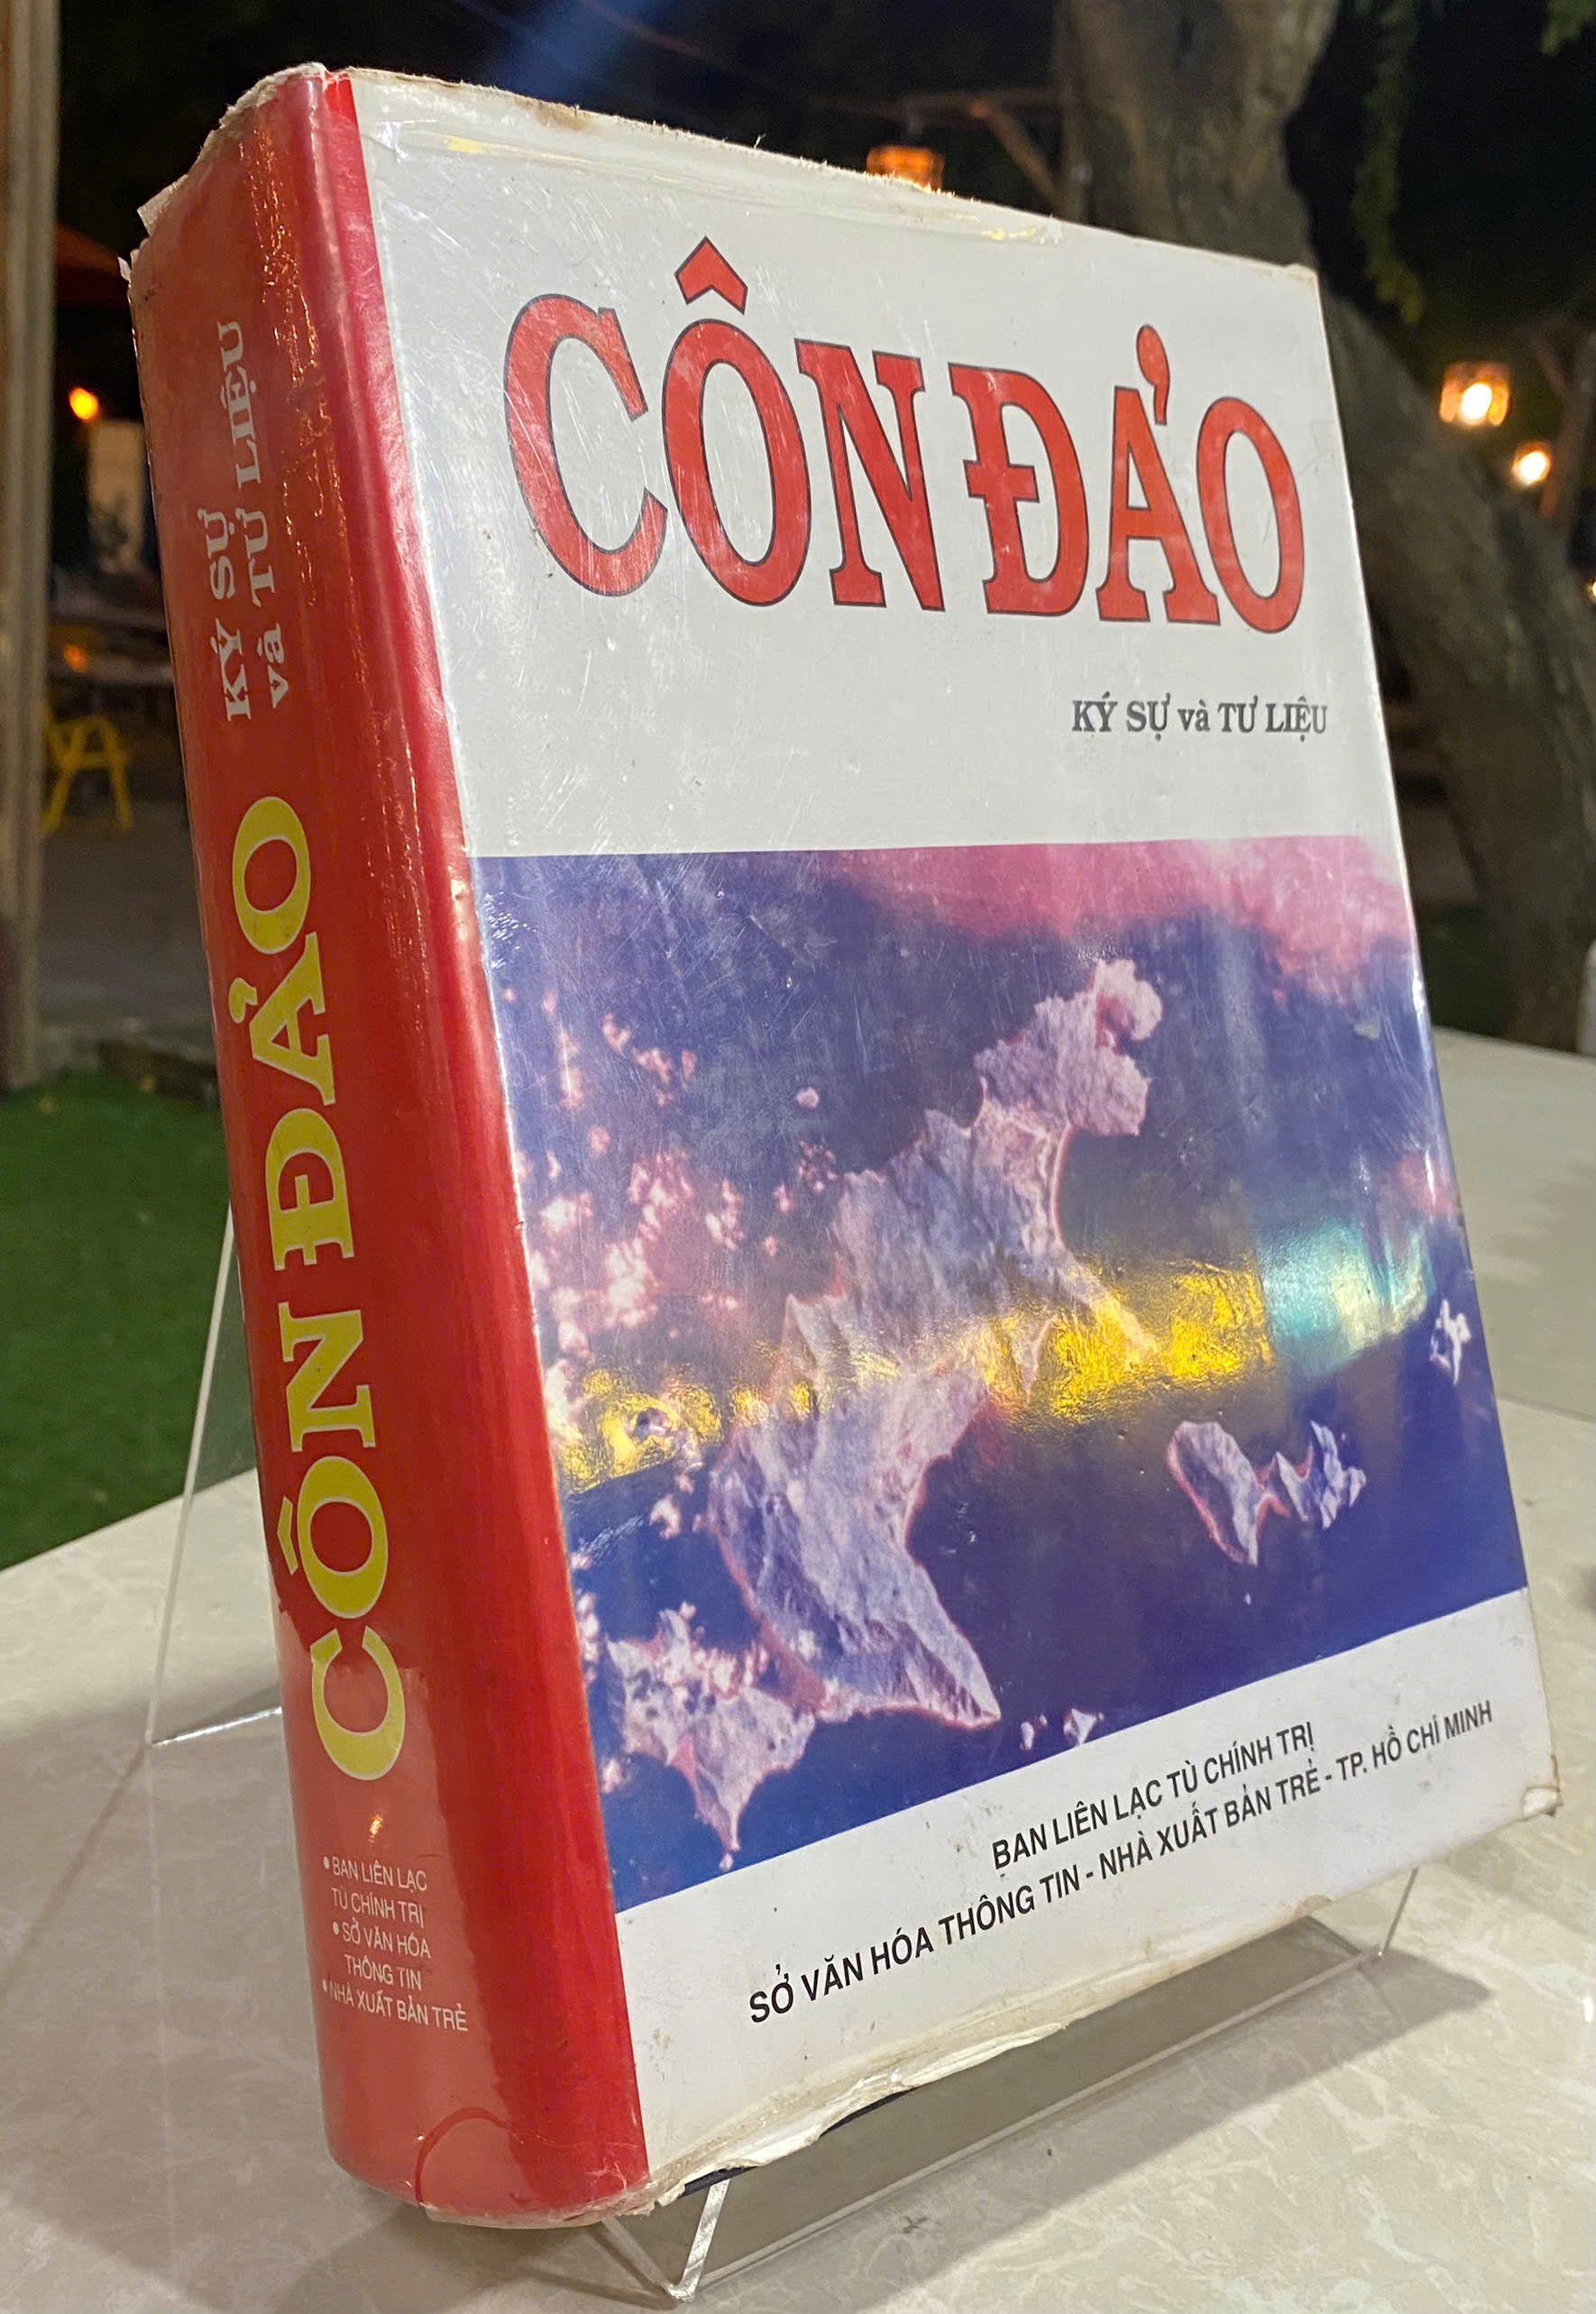 CÔN ĐẢO
KÝ SỰ và TƯ LIỆU
BAN LIÊN LẠC TÙ CHÍNH TRỊ
SỞ VĂN HÓA THÔNG TIN - NHÀ XUẤT BẢN TRẺ - TP. HỒ CHÍ MINH
CÔN ĐẢO
KÝ SỰ
và TƯ LIỆU
• BAN LIÊN LẠC
TÙ CHÍNH TRỊ
• SỞ VĂN HÓA
THÔNG TIN
• NHÀ XUẤT BẢN TRẺ